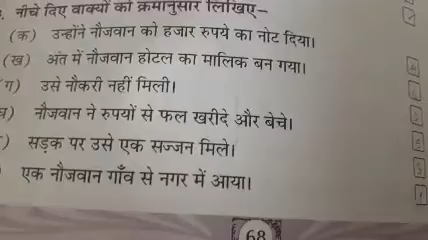 नीचे दिए वाक्यों को क्रमानुसार लिखिए–
(क) उन्होंने नौजवान को हजार रुपये का नोट दिया।
(ख) अंत में नौजवान होटल का मालिक बन गया।
ग) उसे नौकरी नहीं मिली।
घ) नौजवान ने रुपयों से फल खरीदे और बेचे।
) सड़क पर उसे एक सज्जन मिले।
एक नौजवान गाँव से नगर में आया।
68